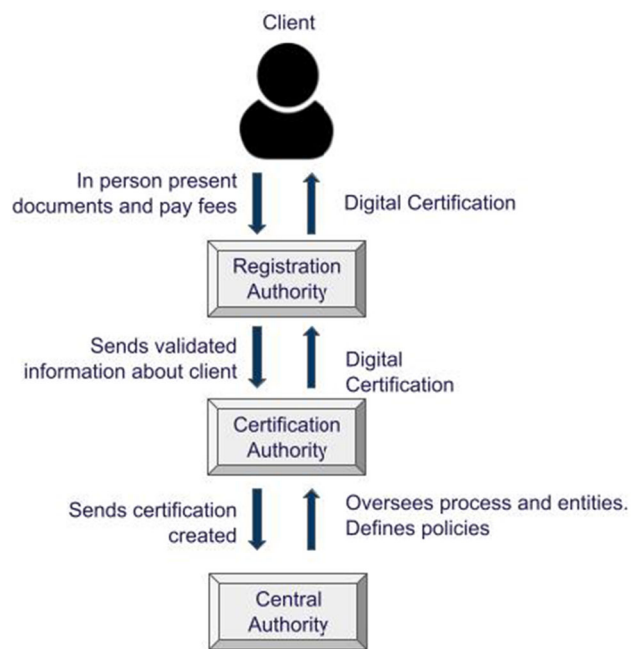 Client
In person present
documents and pay fees
Digital Certification
Registration
Authority
Sends validated
information about client
Digital
Certification
Certification
Authority
Sends certification
created
Oversees process and entities.
Defines policies
Central
Authority